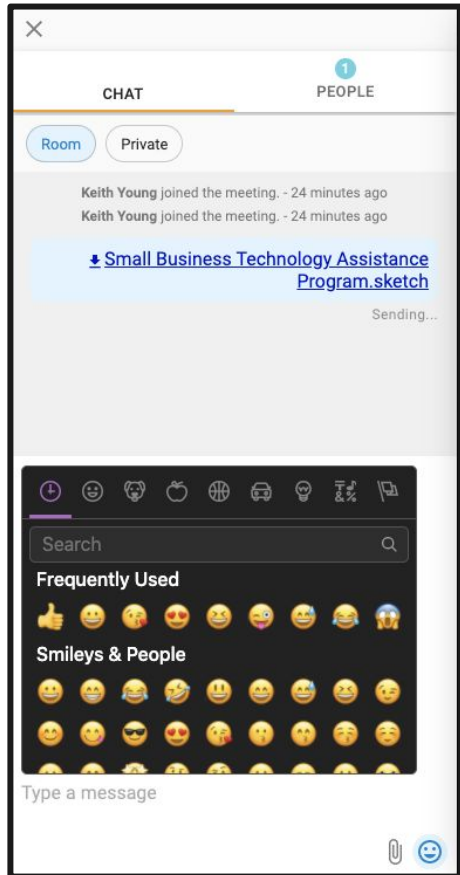 1
CHAT PEOPLE
Room Private
Keith Young joined the meeting. - 24 minutes ago
Keith Young joined the meeting. - 24 minutes ago
Small Business Technology Assistance
Program.sketch
Sending...
Search
Frequently Used
Smileys & People
Type a message